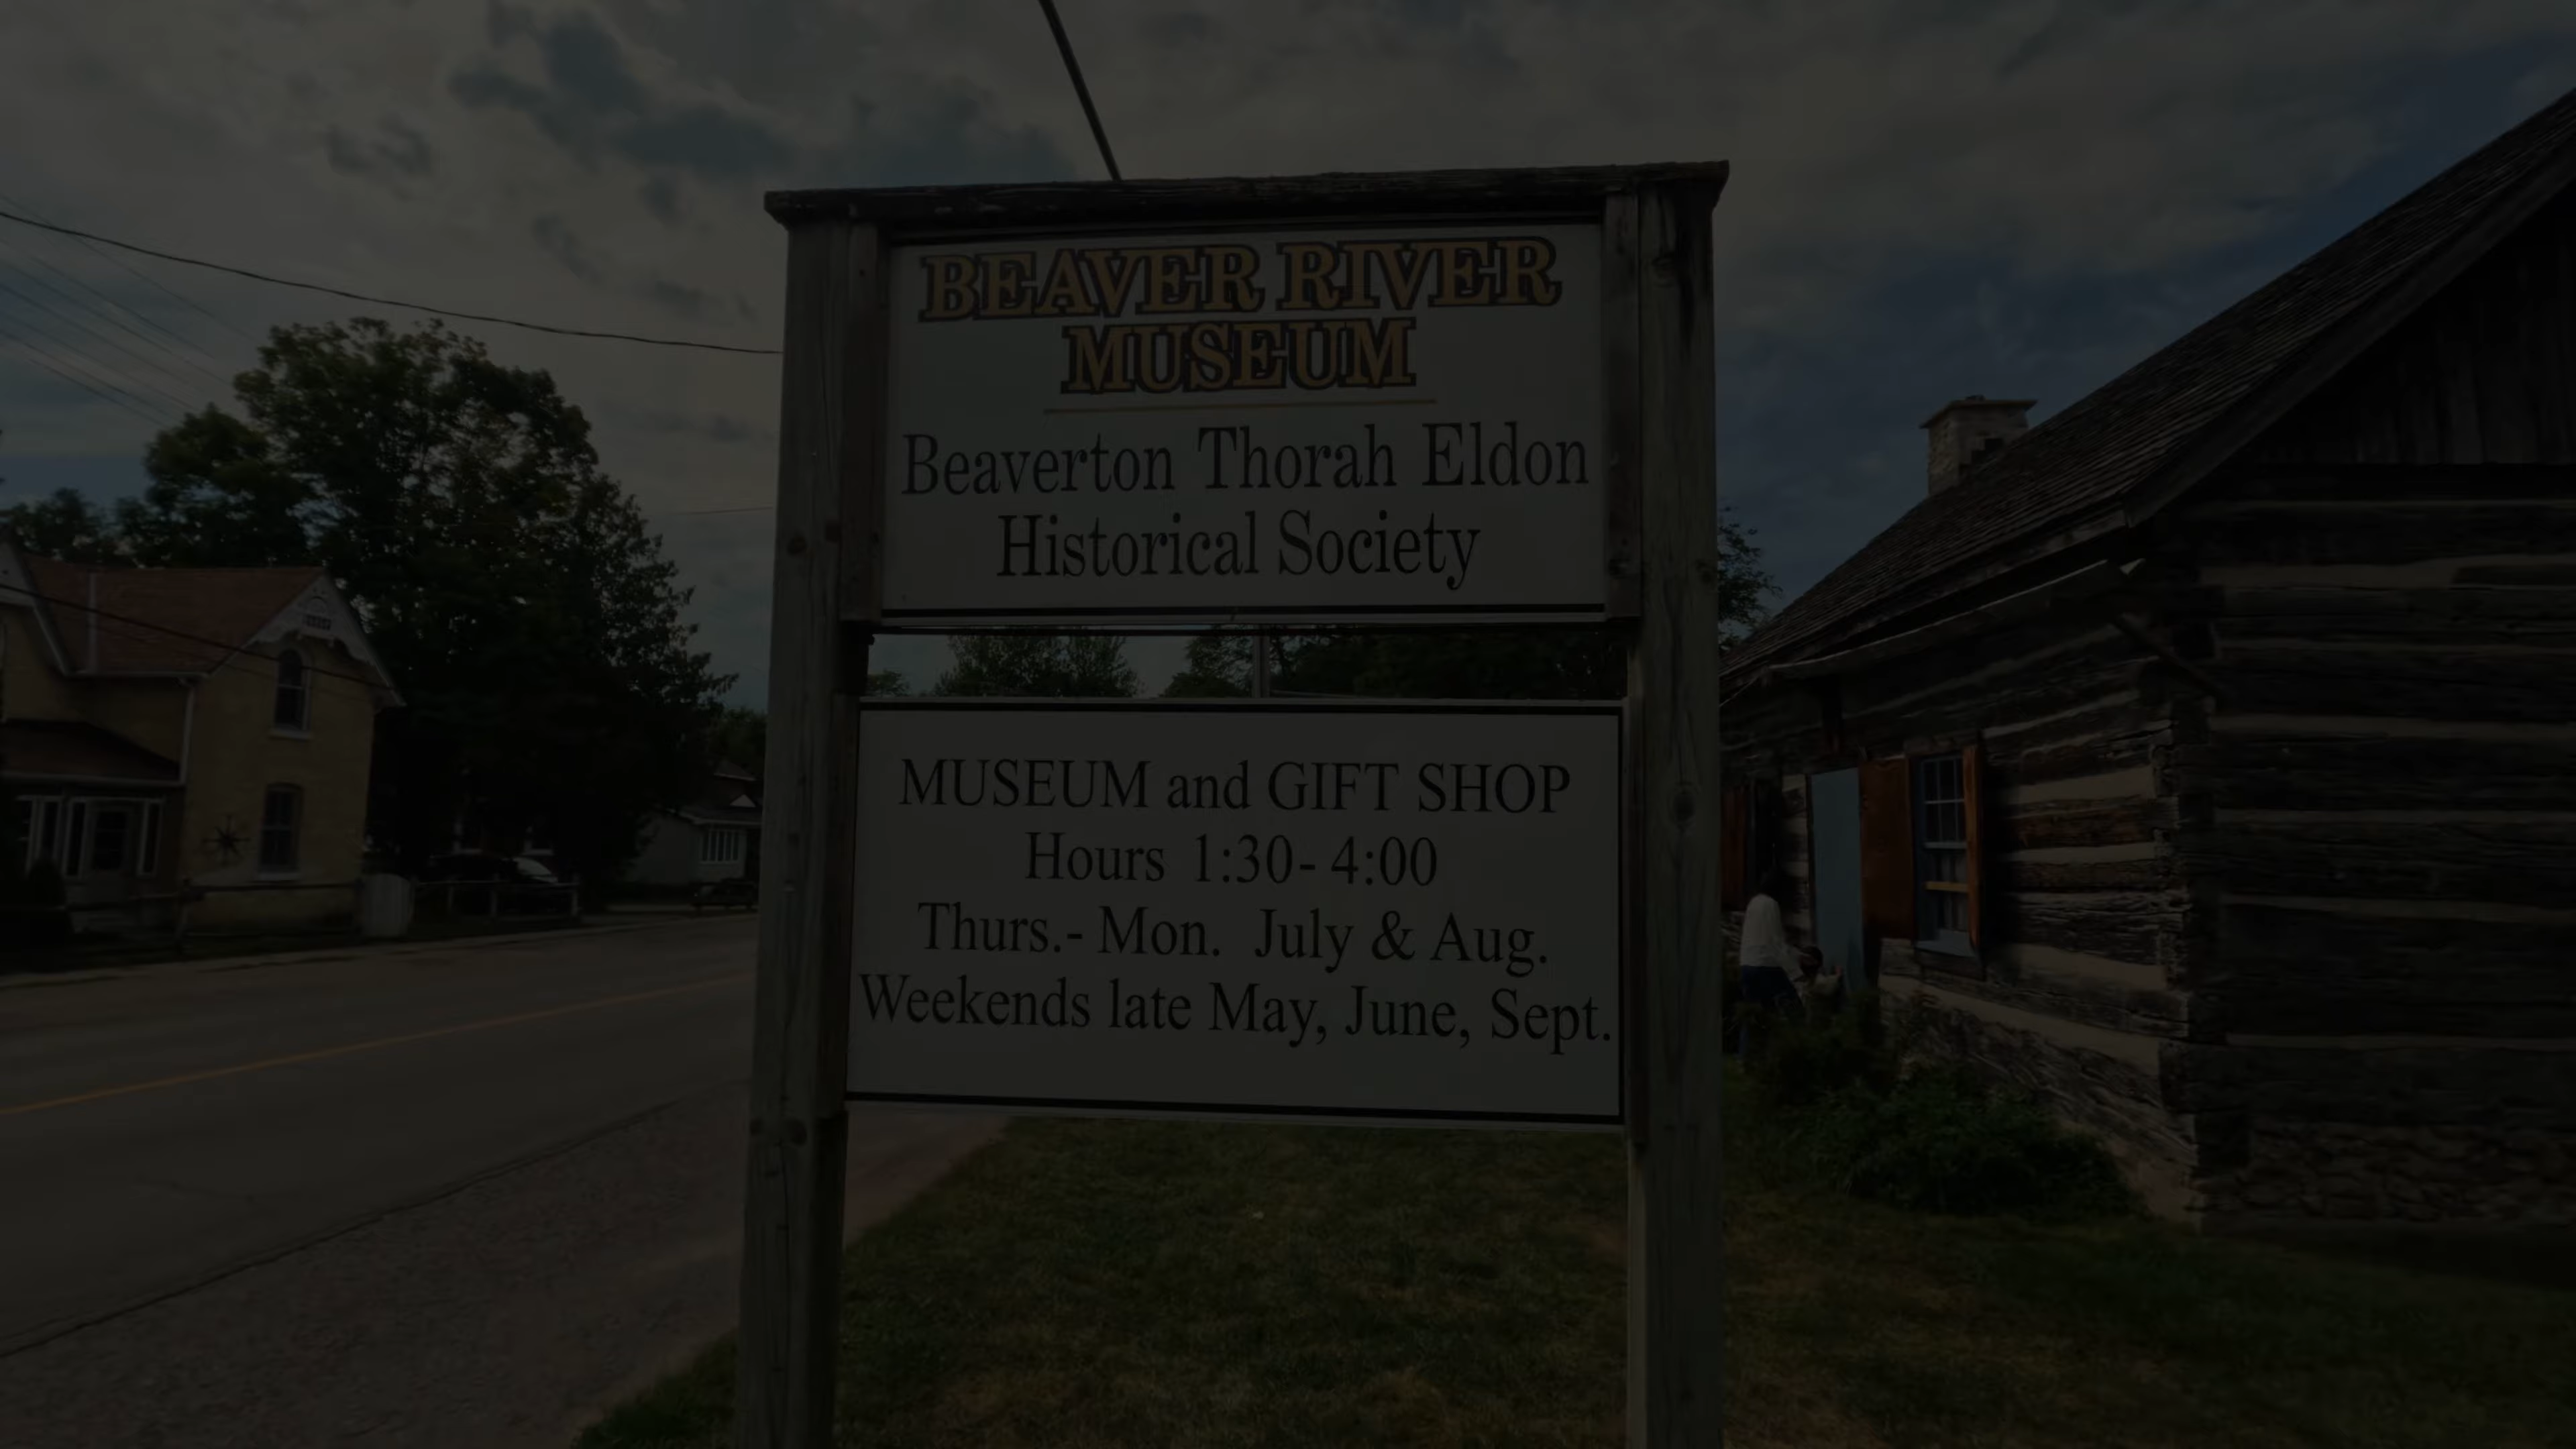 BEAVER RIVER
MUSEUM
Beaverton Thorah Eldon
Historical Society
MUSEUM and GIFT SHOP
Hours 1:30- 4:00
Thurs.- Mon. July & Aug.
Weekends late May, June, Sept.